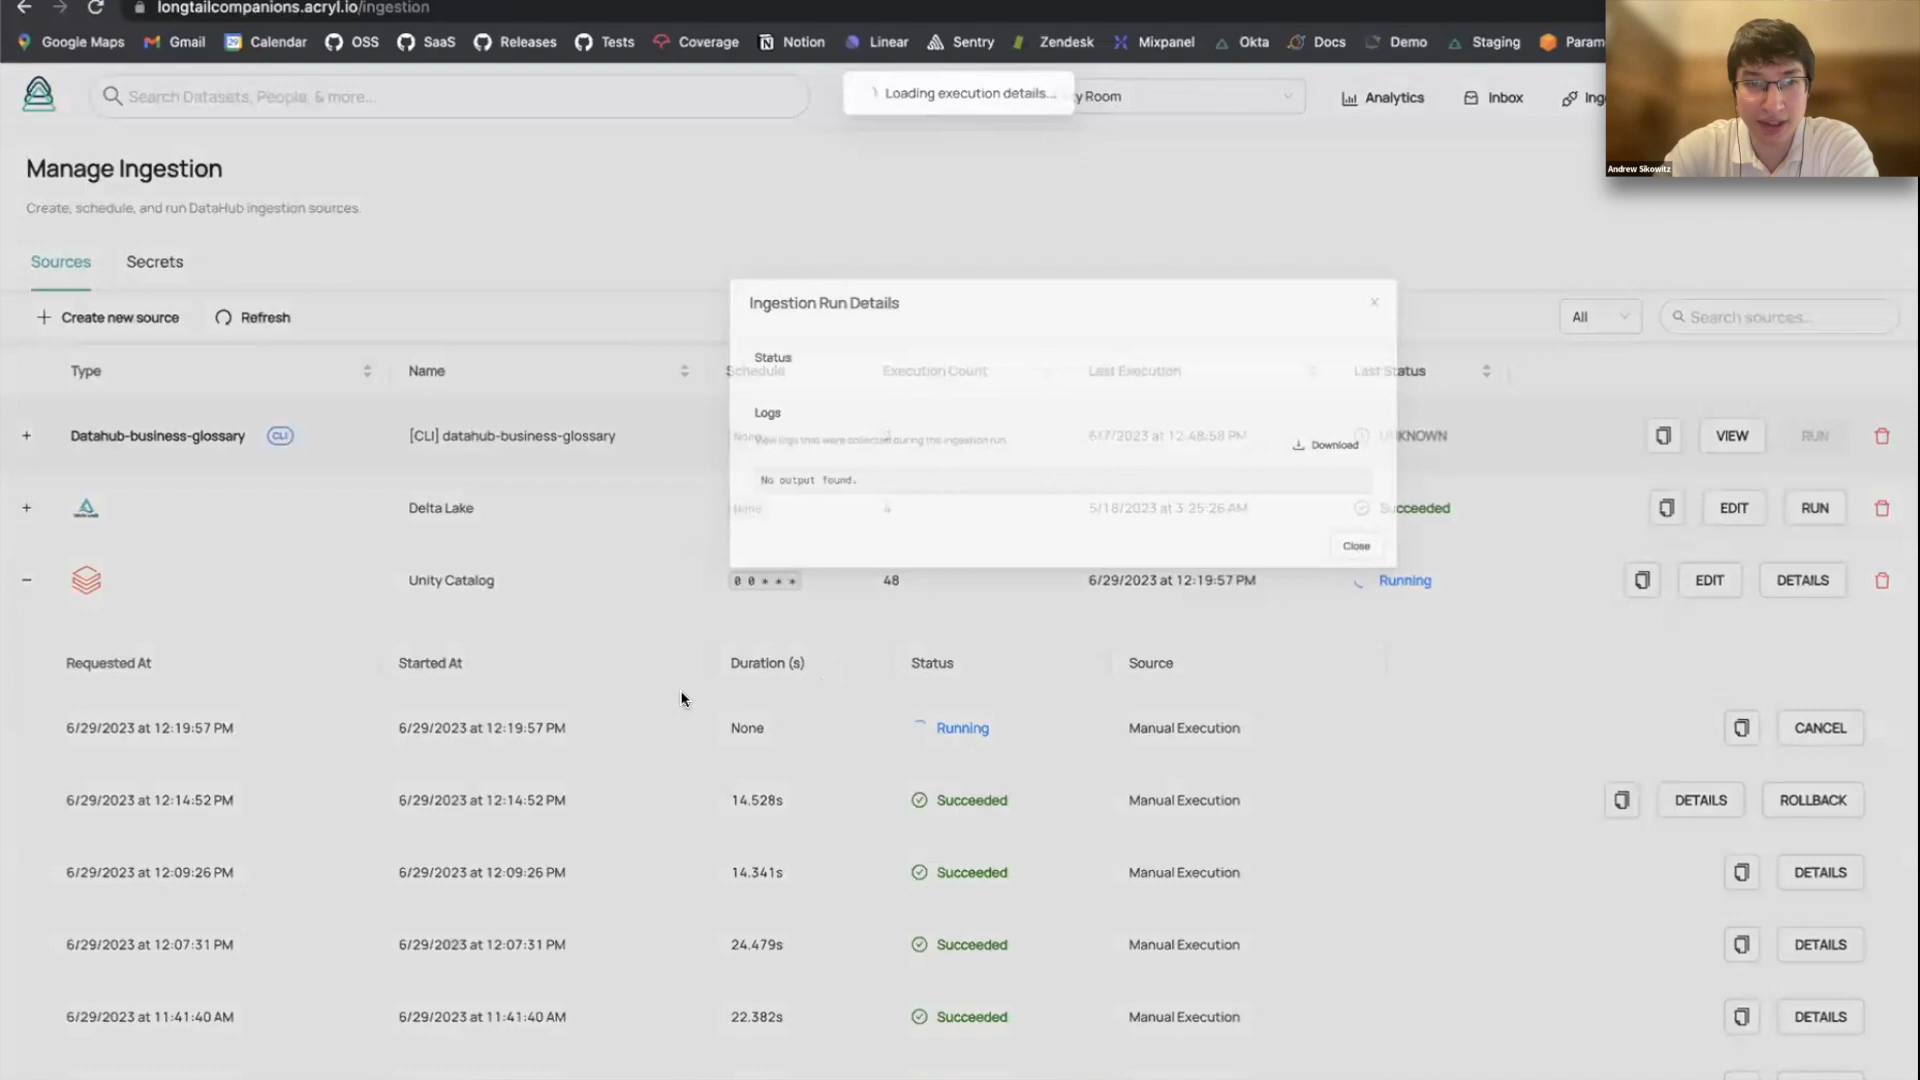 longtailcompanions.acryl.io/ingestion
Google Maps Gmail Calendar OSS SaaS Releases Tests Coverage Notion Linear Sentry Zendesk Mixpanel Okta Docs Demo Staging Param
Search Datasets, People, & more... Loading execution details... y Room Analytics Inbox Ing
Andrew Sikowitz
Manage Ingestion
Create, schedule, and run DataHub ingestion sources.
Sources Secrets
Create new source Refresh All Search sources...
Ingestion Run Details
Status
Logs
View logs that were collected during the ingestion run.
Download
No output found.
Close
Type Name Schedule Execution Count Last Execution Last Status
Datahub-business-glossary CLI [CLI] datahub-business-glossary None 6/7/2023 at 12:48:58 PM UNKNOWN VIEW RUN
Delta Lake None 4 5/18/2023 at 3:25:26 AM Succeeded EDIT RUN
Unity Catalog 0 0 * * * 48 6/29/2023 at 12:19:57 PM Running EDIT DETAILS
Requested At Started At Duration (s) Status Source
6/29/2023 at 12:19:57 PM 6/29/2023 at 12:19:57 PM None Running Manual Execution CANCEL
6/29/2023 at 12:14:52 PM 6/29/2023 at 12:14:52 PM 14.528s Succeeded Manual Execution DETAILS ROLLBACK
6/29/2023 at 12:09:26 PM 6/29/2023 at 12:09:26 PM 14.341s Succeeded Manual Execution DETAILS
6/29/2023 at 12:07:31 PM 6/29/2023 at 12:07:31 PM 24.479s Succeeded Manual Execution DETAILS
6/29/2023 at 11:41:40 AM 6/29/2023 at 11:41:40 AM 22.382s Succeeded Manual Execution DETAILS